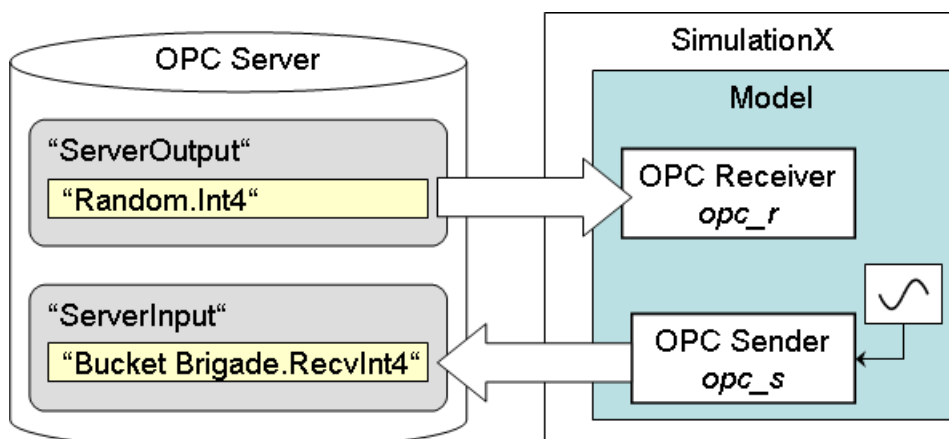 OPC Server
“ServerOutput“
“Random.Int4“
“ServerInput“
“Bucket Brigade.RecvInt4“
SimulationX
Model
OPC Receiver
opc_r
OPC Sender
opc_s